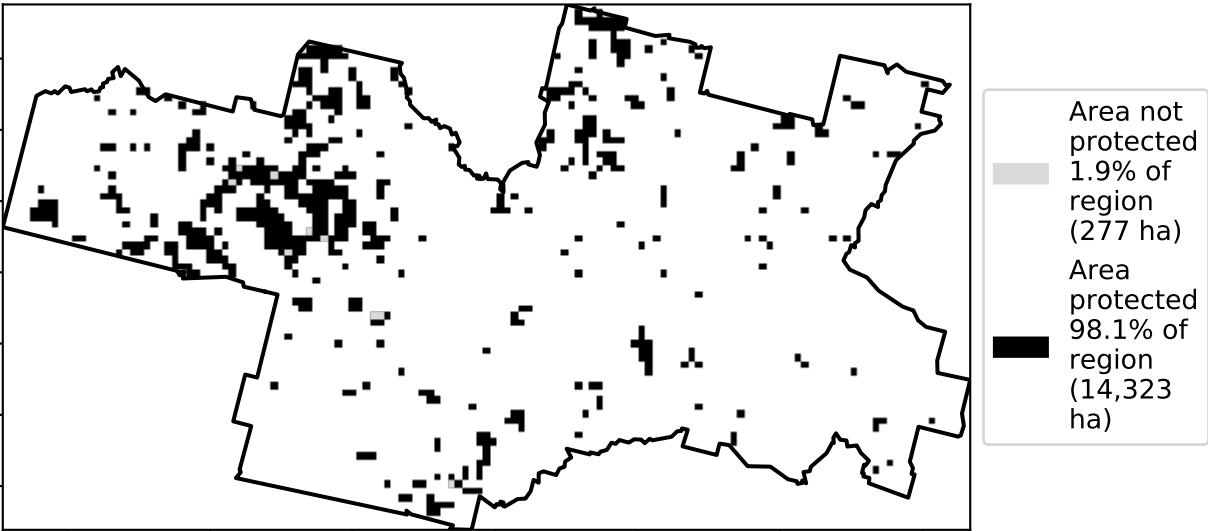 Area not
protected
1.9% of
region
(277 ha)
Area
protected
98.1% of
region
(14,323
ha)